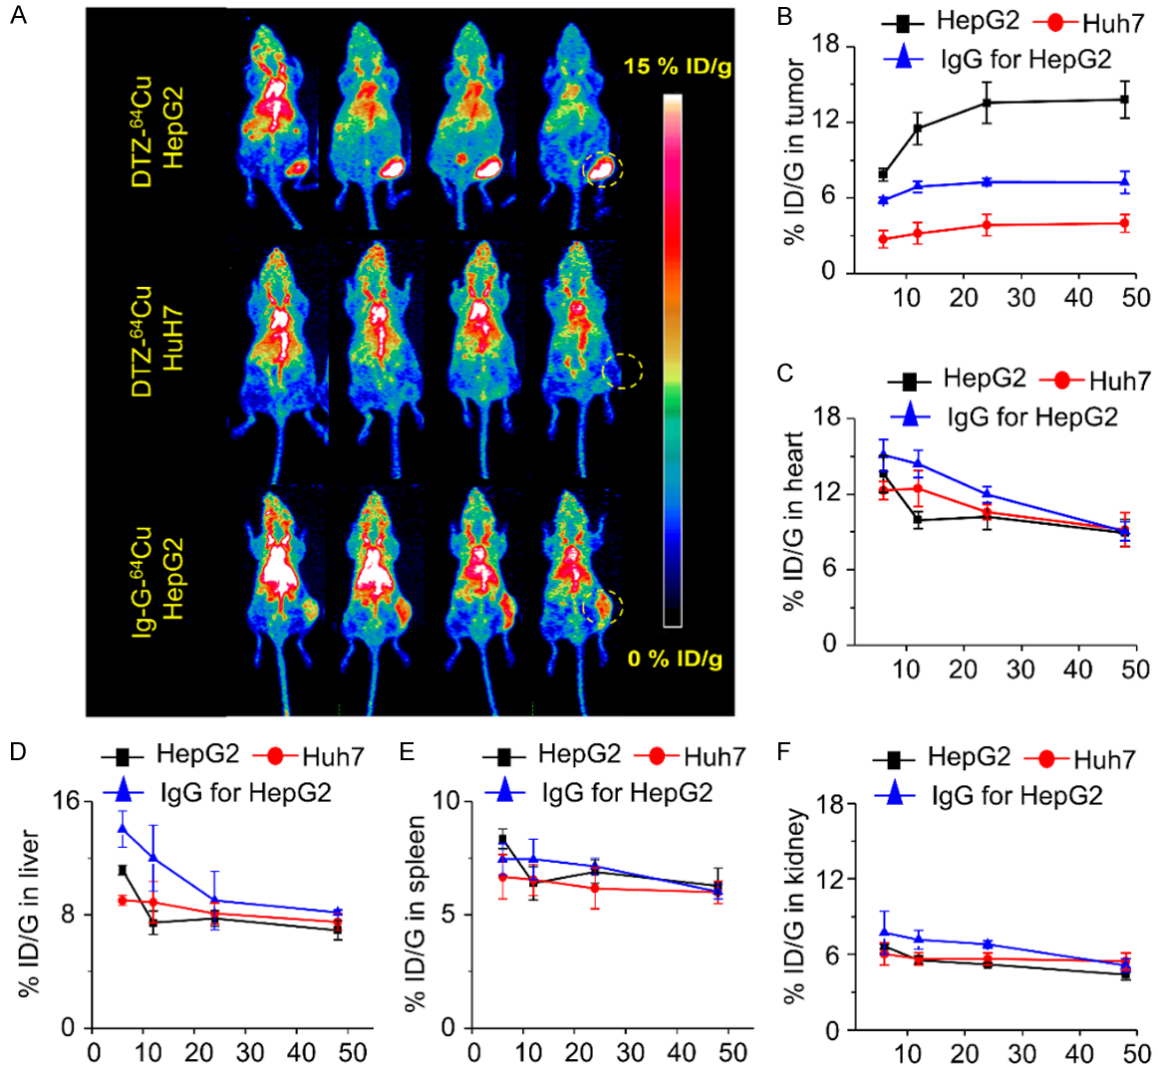 A
15 % ID/g
DTZ-⁶⁴Cu
HepG2
DTZ-⁶⁴Cu
HuH7
Ig-G-⁶⁴Cu
HepG2
0 % ID/g
B
HepG2 Huh7
IgG for HepG2
% ID/G in tumor
18
12
6
0
10 20 30 40 50
C
HepG2 Huh7
IgG for HepG2
% ID/G in heart
18
12
6
0
10 20 30 40 50
D
HepG2 Huh7
IgG for HepG2
% ID/G in liver
16
8
0
0 10 20 30 40 50
E
HepG2 Huh7
IgG for HepG2
% ID/G in spleen
10
5
0
0 10 20 30 40 50
F
HepG2 Huh7
IgG for HepG2
% ID/G in kidney
18
12
6
0
10 20 30 40 50